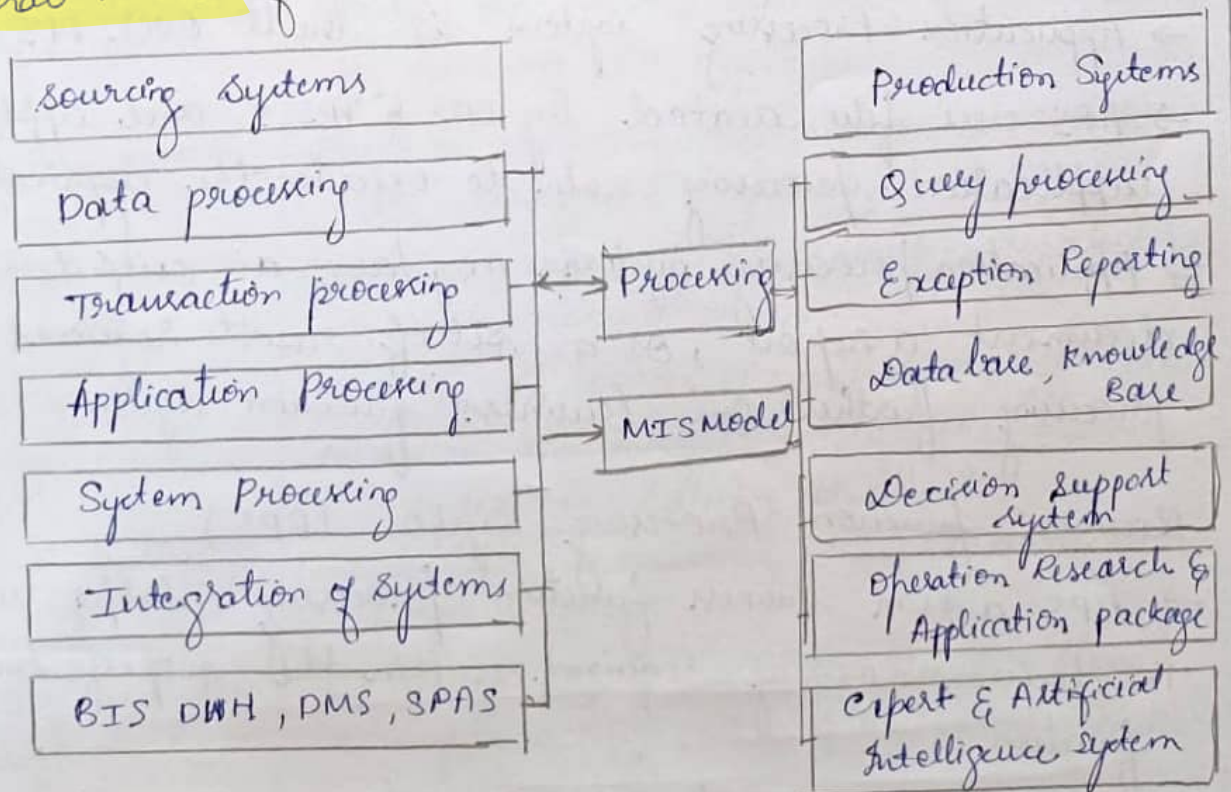 Sourcing Systems
Data processing
Transaction processing
Application Processing
System Processing
Integration of Systems
BIS DWH, DMS, SPAS
Processing
MIS Model
Production Systems
Query processing
Exception Reporting
Data base, Knowledge
Base
Decision Support
System
Operation Research &
Application package
Expert & Artificial
Intelligence System